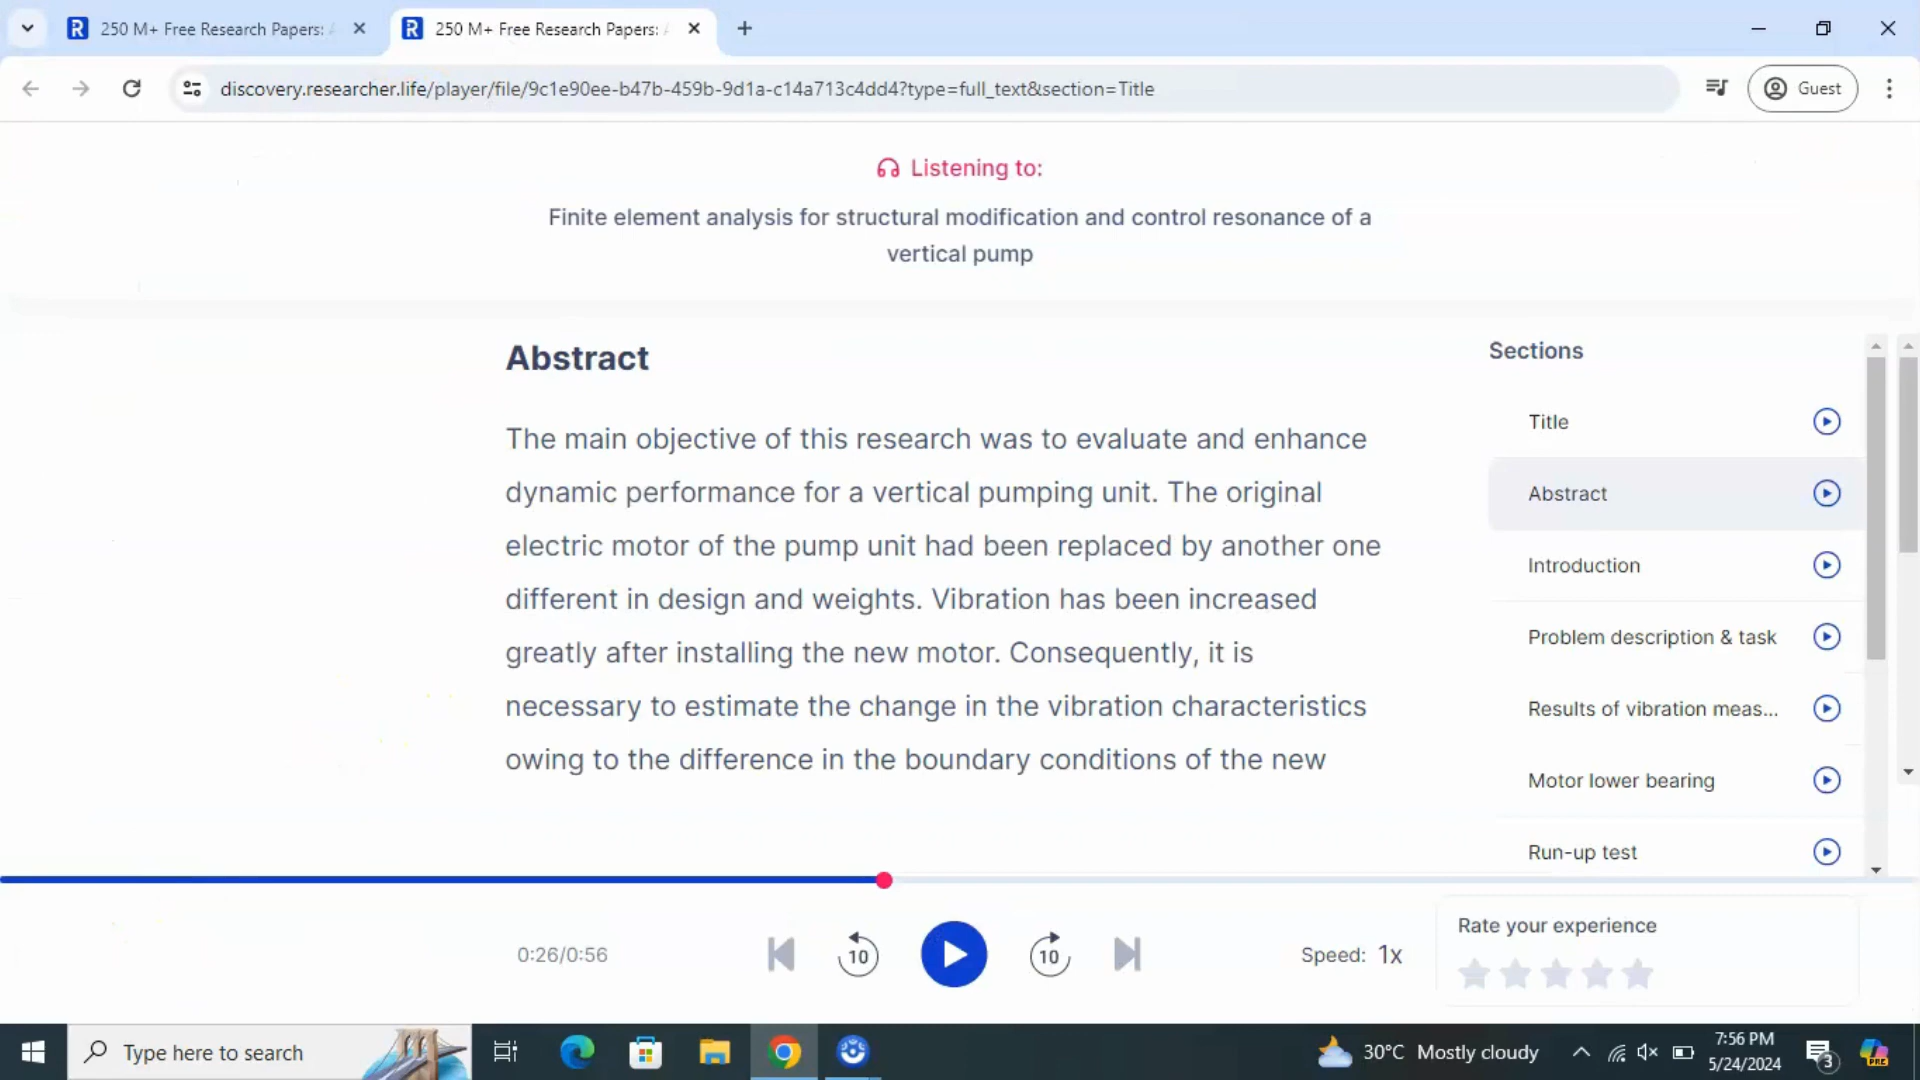 250 M+ Free Research Papers:
250 M+ Free Research Papers:
discovery.researcher.life/player/file/9c1e90ee-b47b-459b-9d1a-c14a713c4dd4?type=full_text&section=Title
Guest
Listening to:
Finite element analysis for structural modification and control resonance of a
vertical pump
Abstract
The main objective of this research was to evaluate and enhance
dynamic performance for a vertical pumping unit. The original
electric motor of the pump unit had been replaced by another one
different in design and weights. Vibration has been increased
greatly after installing the new motor. Consequently, it is
necessary to estimate the change in the vibration characteristics
owing to the difference in the boundary conditions of the new
Sections
Title
Abstract
Introduction
Problem description & task
Results of vibration meas...
Motor lower bearing
Run-up test
0:26/0:56
10
10
Speed: 1x
Rate your experience
Type here to search
30°C Mostly cloudy
7:56 PM
5/24/2024
3
PRE